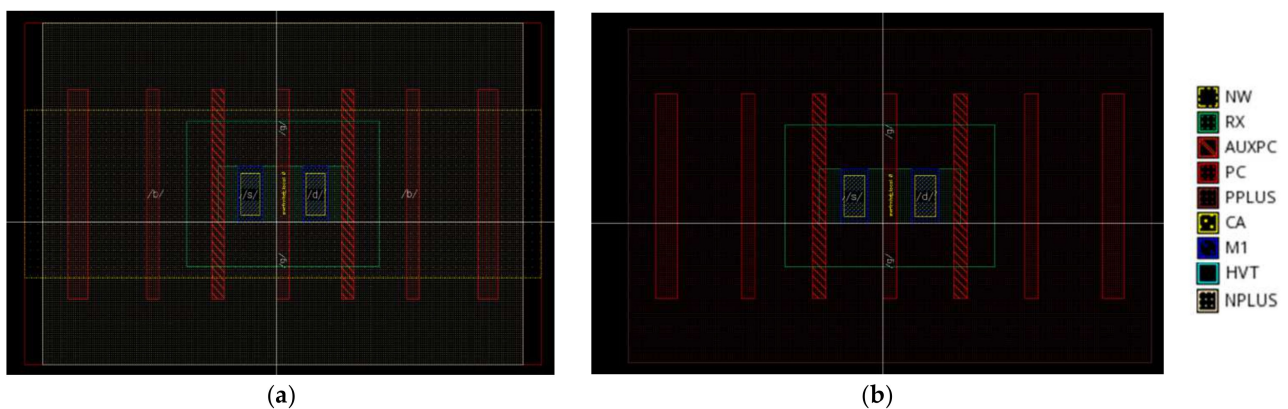 /g/
/b/
/s/
/d/
/b/
/g/
/g/
/s/
/d/
/g/
NW
RX
AUXPC
PC
PPLUS
CA
M1
HVT
NPLUS
(a)
(b)